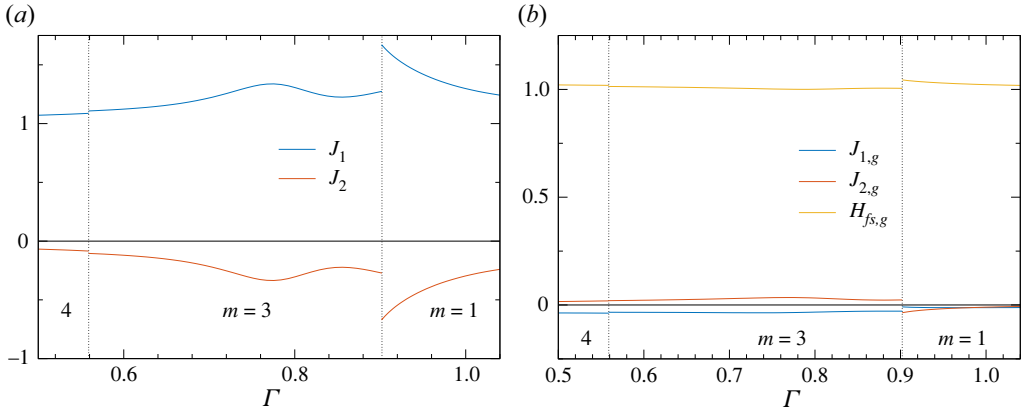 (a)
1
0
−1
J1
J2
4
m = 3
m = 1
0.6
0.8
1.0
Γ
(b)
1.0
0.5
0
J1,g
J2,g
Hfs,g
4
m = 3
m = 1
0.5
0.6
0.7
0.8
0.9
1.0
Γ